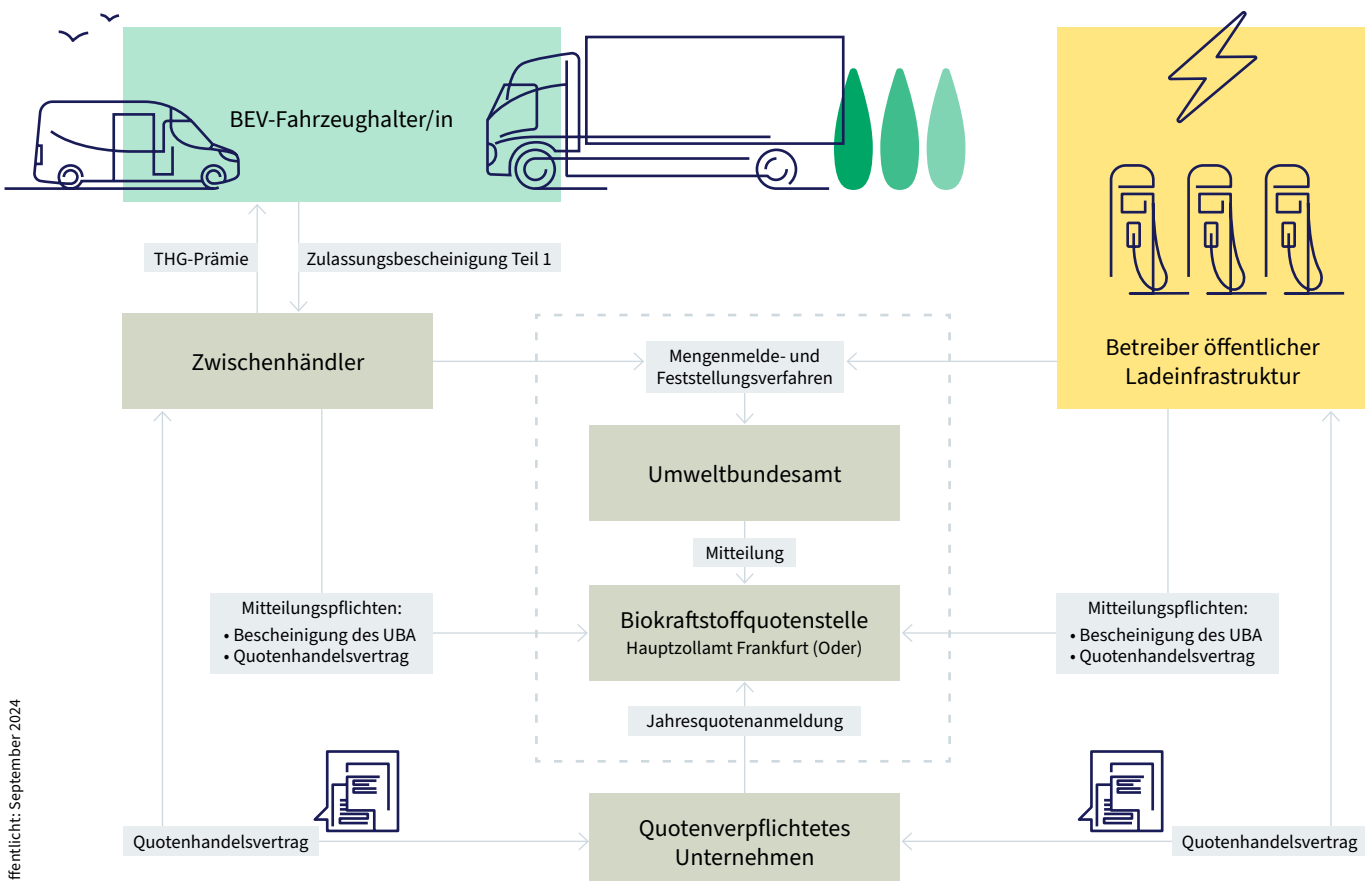 BEV-Fahrzeughalter/in
THG-Prämie
Zulassungsbescheinigung Teil 1
Zwischenhändler
Mengenmelde- und
Feststellungsverfahren
Betreiber öffentlicher
Ladeinfrastruktur
Umweltbundesamt
Mitteilung
Mitteilungspflichten:
• Bescheinigung des UBA
• Quotenhandelsvertrag
Biokraftstoffquotenstelle
Hauptzollamt Frankfurt (Oder)
Mitteilungspflichten:
• Bescheinigung des UBA
• Quotenhandelsvertrag
Jahresquotenanmeldung
Quotenhandelsvertrag
Quotenverpflichtetes
Unternehmen
Quotenhandelsvertrag
ffentlicht: September 2024